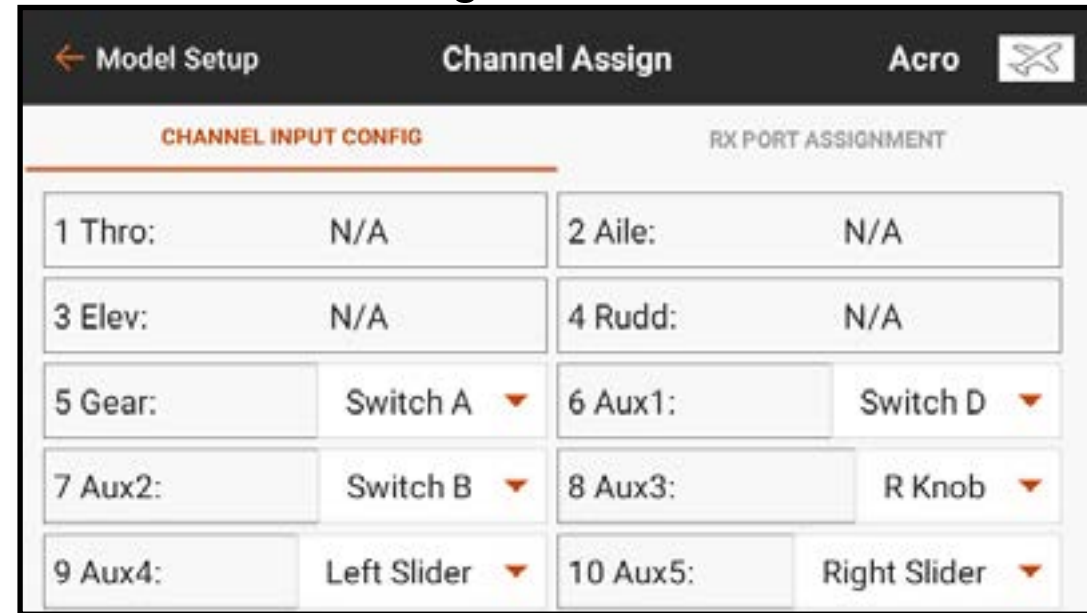 Model Setup Channel Assign Acro
CHANNEL INPUT CONFIG RX PORT ASSIGNMENT
1 Thro: N/A 2 Aile: N/A
3 Elev: N/A 4 Rudd: N/A
5 Gear: Switch A 6 Aux1: Switch D
7 Aux2: Switch B 8 Aux3: R Knob
9 Aux4: Left Slider 10 Aux5: Right Slider